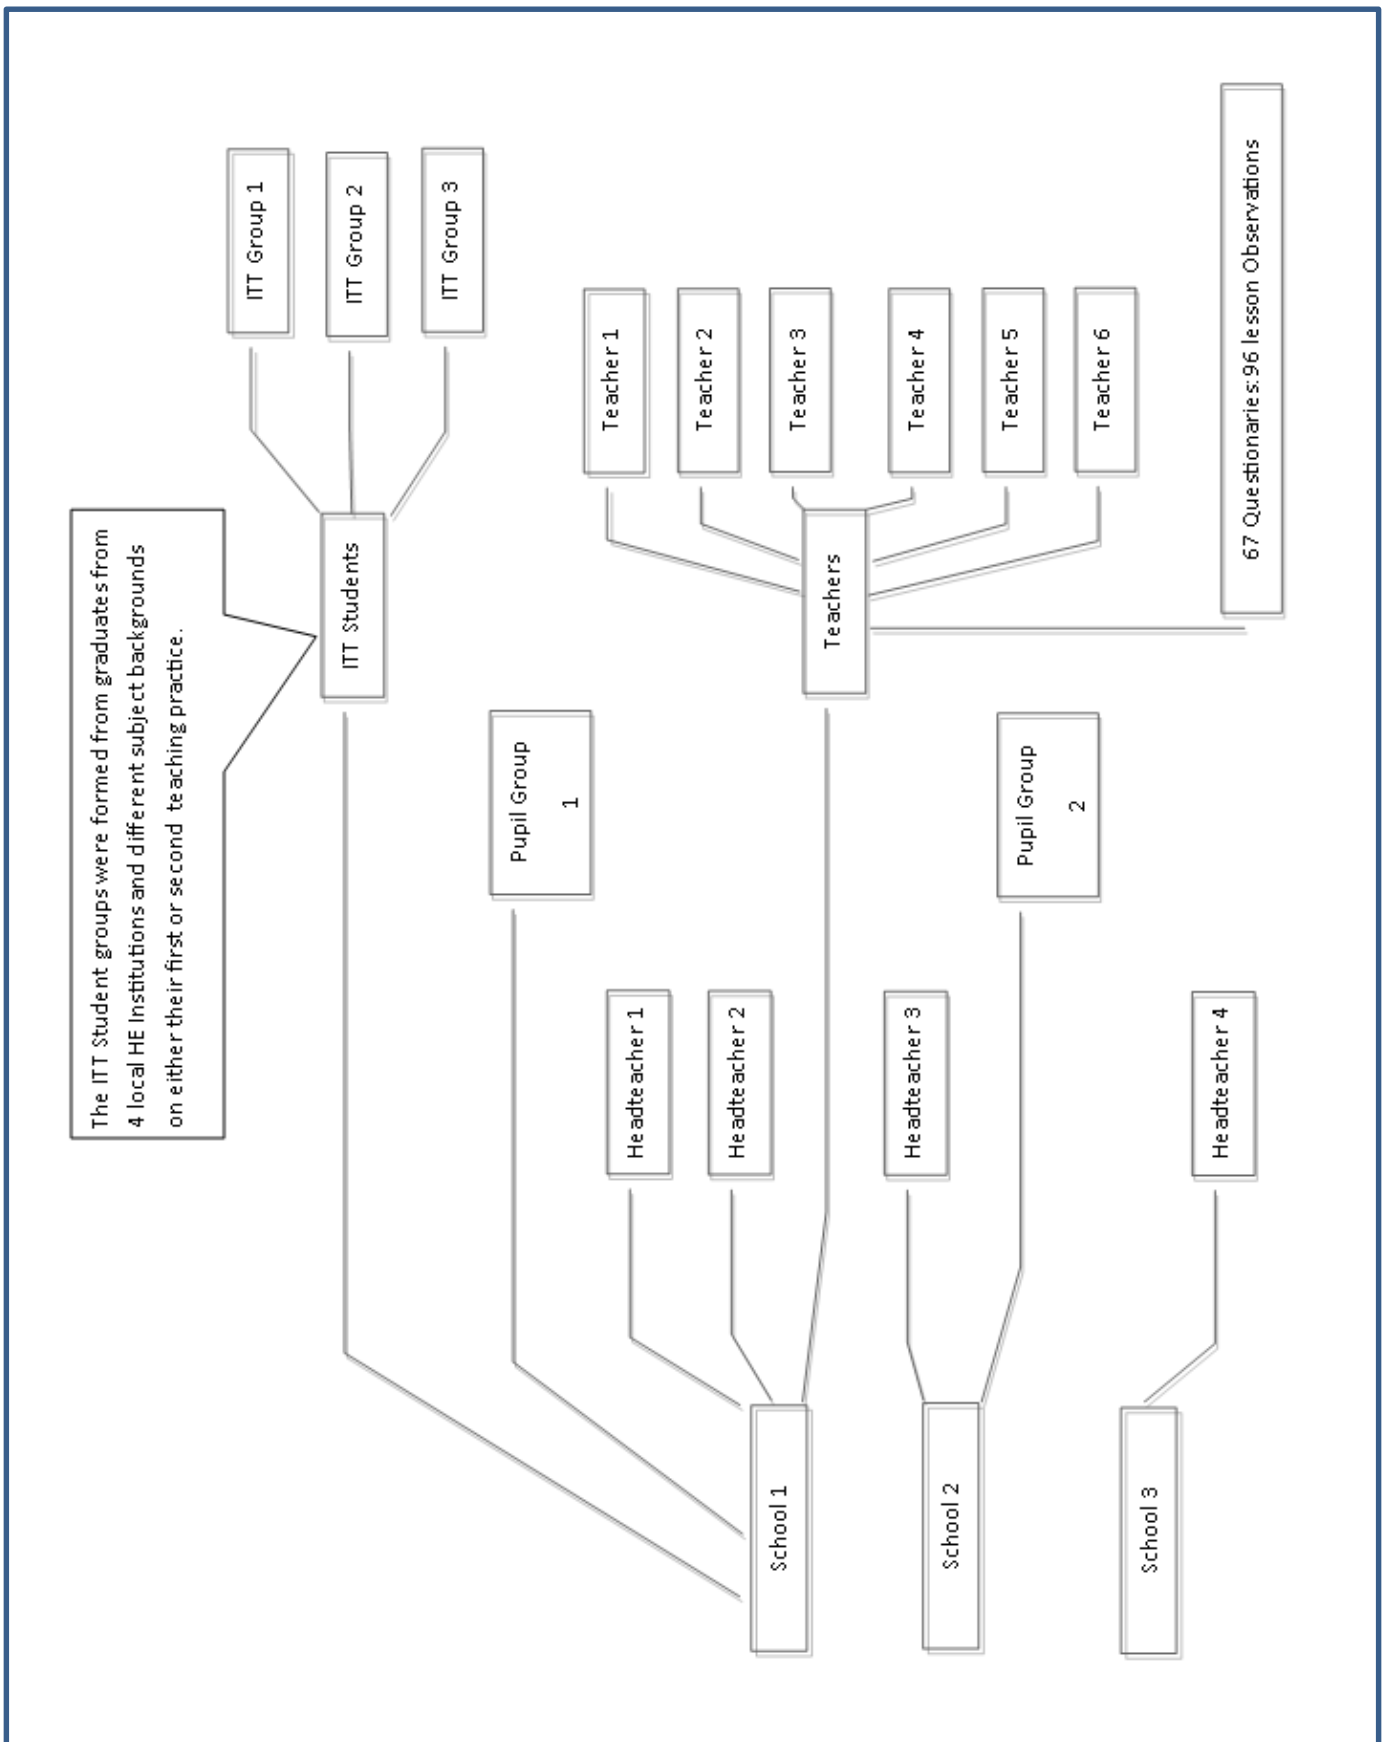 The ITT Student groups were formed from graduates from
4 local HE Institutions and different subject backgrounds
on either their first or second teaching practice.
ITT Group 1
ITT Group 2
ITT Group 3
ITT Students
Pupil Group
1
Teacher 1
Teacher 2
Teacher 3
Teacher 4
Teacher 5
Teacher 6
Teachers
Headteacher 1
Headteacher 2
Headteacher 3
Pupil Group
2
Headteacher 4
School 1
School 2
School 3
67 Questionaries: 96 lesson Observations